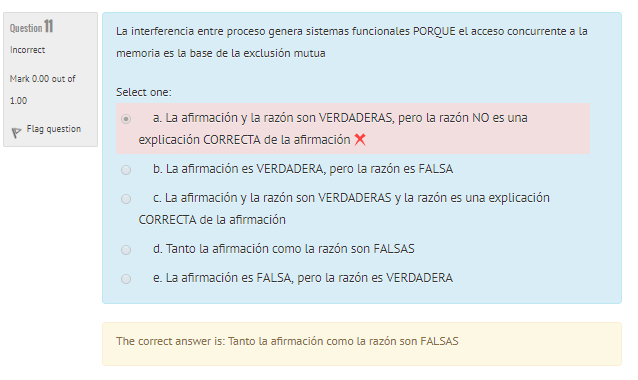 Question 11
Incorrect
Mark 0.00 out of
1.00
Flag question
La interferencia entre proceso genera sistemas funcionales PORQUE el acceso concurrente a la
memoria es la base de la exclusión mutua
Select one:
a. La afirmación y la razón son VERDADERAS, pero la razón NO es una
explicación CORRECTA de la afirmación
b. La afirmación es VERDADERA, pero la razón es FALSA
c. La afirmación y la razón son VERDADERAS y la razón es una explicación
CORRECTA de la afirmación
d. Tanto la afirmación como la razón son FALSAS
e. La afirmación es FALSA, pero la razón es VERDADERA
The correct answer is: Tanto la afirmación como la razón son FALSAS